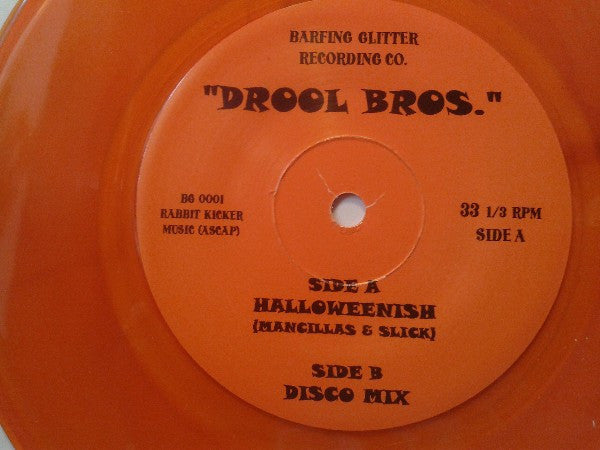 BARFING GLITTER
RECORDING CO.
"DROOL BROS."
BG 0001
RABBIT KICKER
MUSIC (ASCAP)
33 1/3 RPM
SIDE A
SIDE A
HALLOWEENISH
(MANCILLAS & SLICK)
SIDE B
DISCO MIX